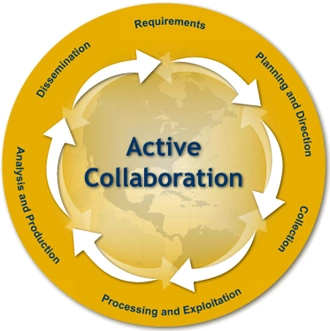 Requirements
Planning and Direction
Collection
Processing and Exploitation
Analysis and Production
Dissemination
Active
Collaboration